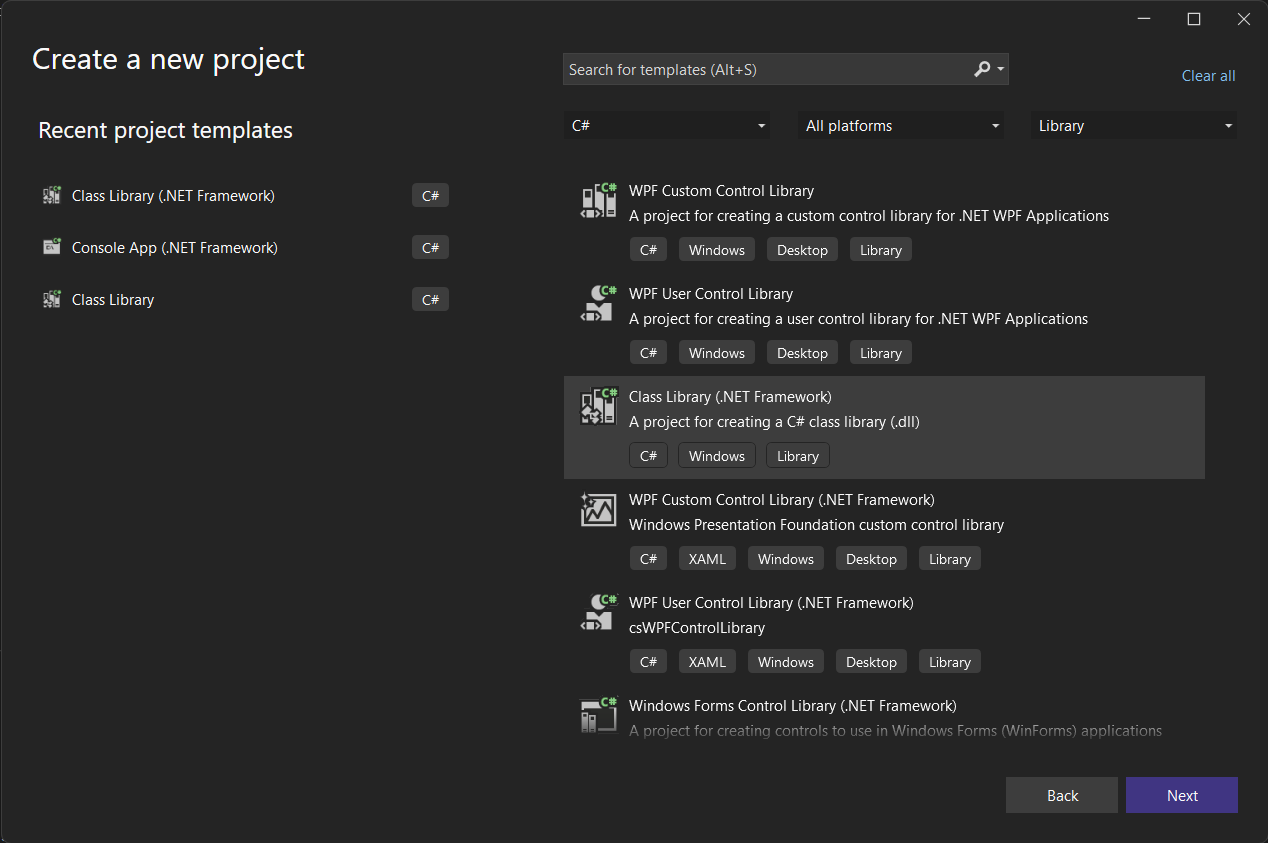 Create a new project
Search for templates (Alt+S)
Clear all
Recent project templates
Class Library (.NET Framework) C#
Console App (.NET Framework) C#
Class Library C#
C# All platforms Library
WPF Custom Control Library
A project for creating a custom control library for .NET WPF Applications
C# Windows Desktop Library
WPF User Control Library
A project for creating a user control library for .NET WPF Applications
C# Windows Desktop Library
Class Library (.NET Framework)
A project for creating a C# class library (.dll)
C# Windows Library
WPF Custom Control Library (.NET Framework)
Windows Presentation Foundation custom control library
C# XAML Windows Desktop Library
WPF User Control Library (.NET Framework)
csWPFControlLibrary
C# XAML Windows Desktop Library
Windows Forms Control Library (.NET Framework)
A project for creating controls to use in Windows Forms (WinForms) applications
Back Next